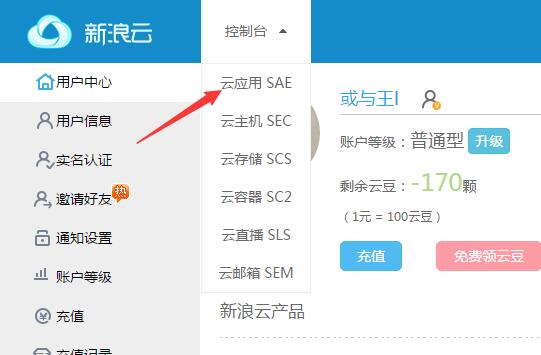 新浪云
控制台
用户中心
用户信息
实名认证
邀请好友
热
通知设置
账户等级
充值
充值记录
云应用 SAE
云主机 SEC
云存储 SCS
云容器 SC2
云直播 SLS
云邮箱 SEM
或与王
账户等级：普通型 升级
剩余云豆：-170颗
（1元 = 100云豆）
充值 免费领云豆
新浪云产品